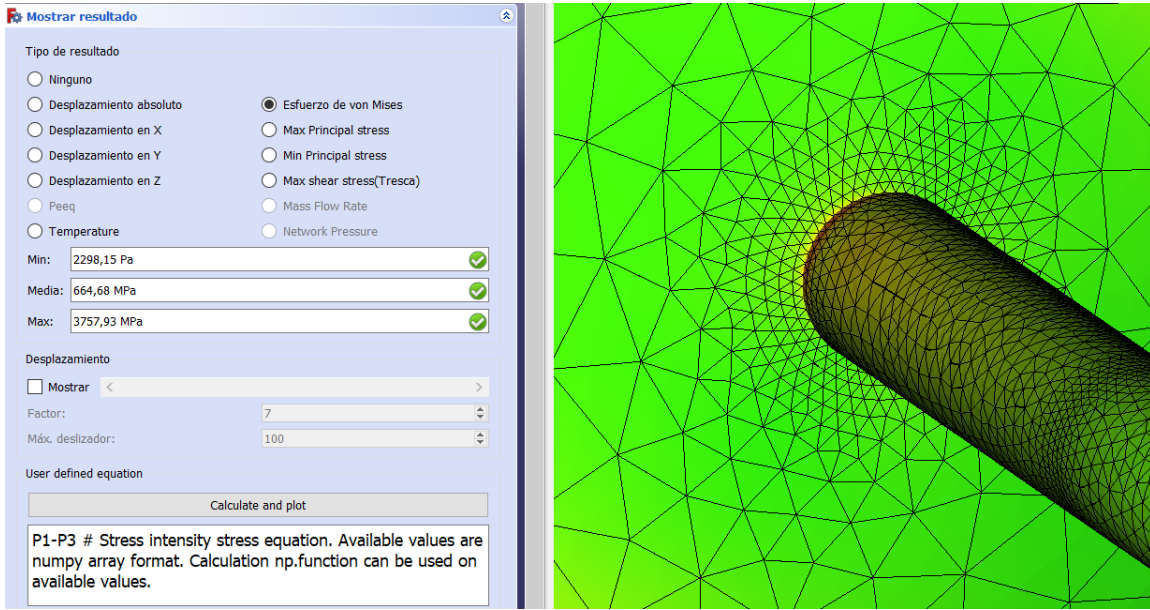 Mostrar resultado
Tipo de resultado
Ninguno
Desplazamiento absoluto
Esfuerzo de von Mises
Desplazamiento en X
Max Principal stress
Desplazamiento en Y
Min Principal stress
Desplazamiento en Z
Max shear stress(Tresca)
Peeq
Mass Flow Rate
Temperature
Network Pressure
Min: 2298,15 Pa
Media: 664,68 MPa
Max: 3757,93 MPa
Desplazamiento
Mostrar
Factor: 7
Máx. deslizador: 100
User defined equation
Calculate and plot
P1-P3 # Stress intensity stress equation. Available values are
numpy array format. Calculation np.function can be used on
available values.